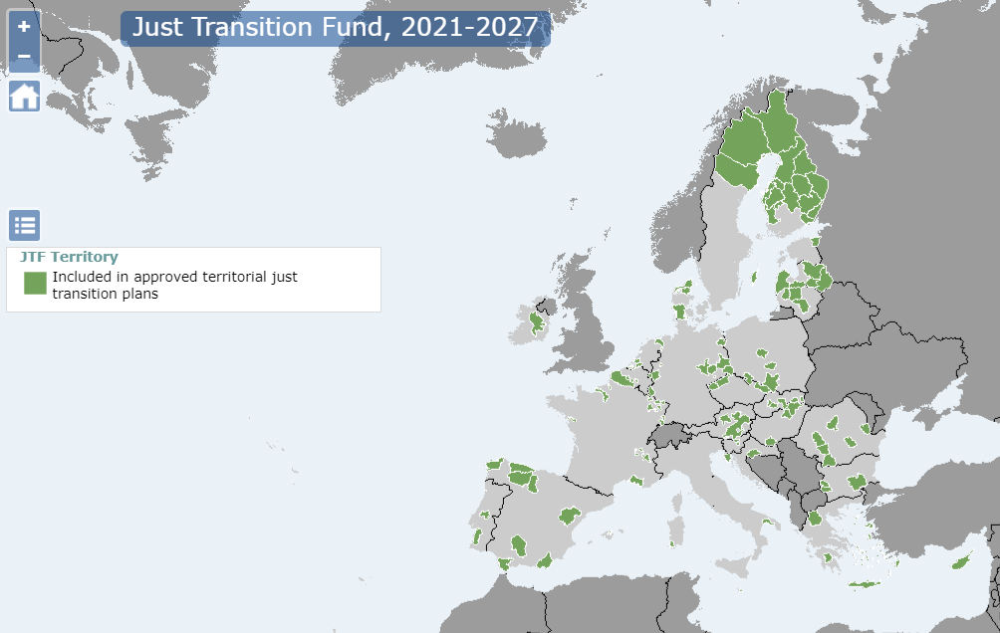 +
Just Transition Fund, 2021-2027
−
JTF Territory
Included in approved territorial just
transition plans